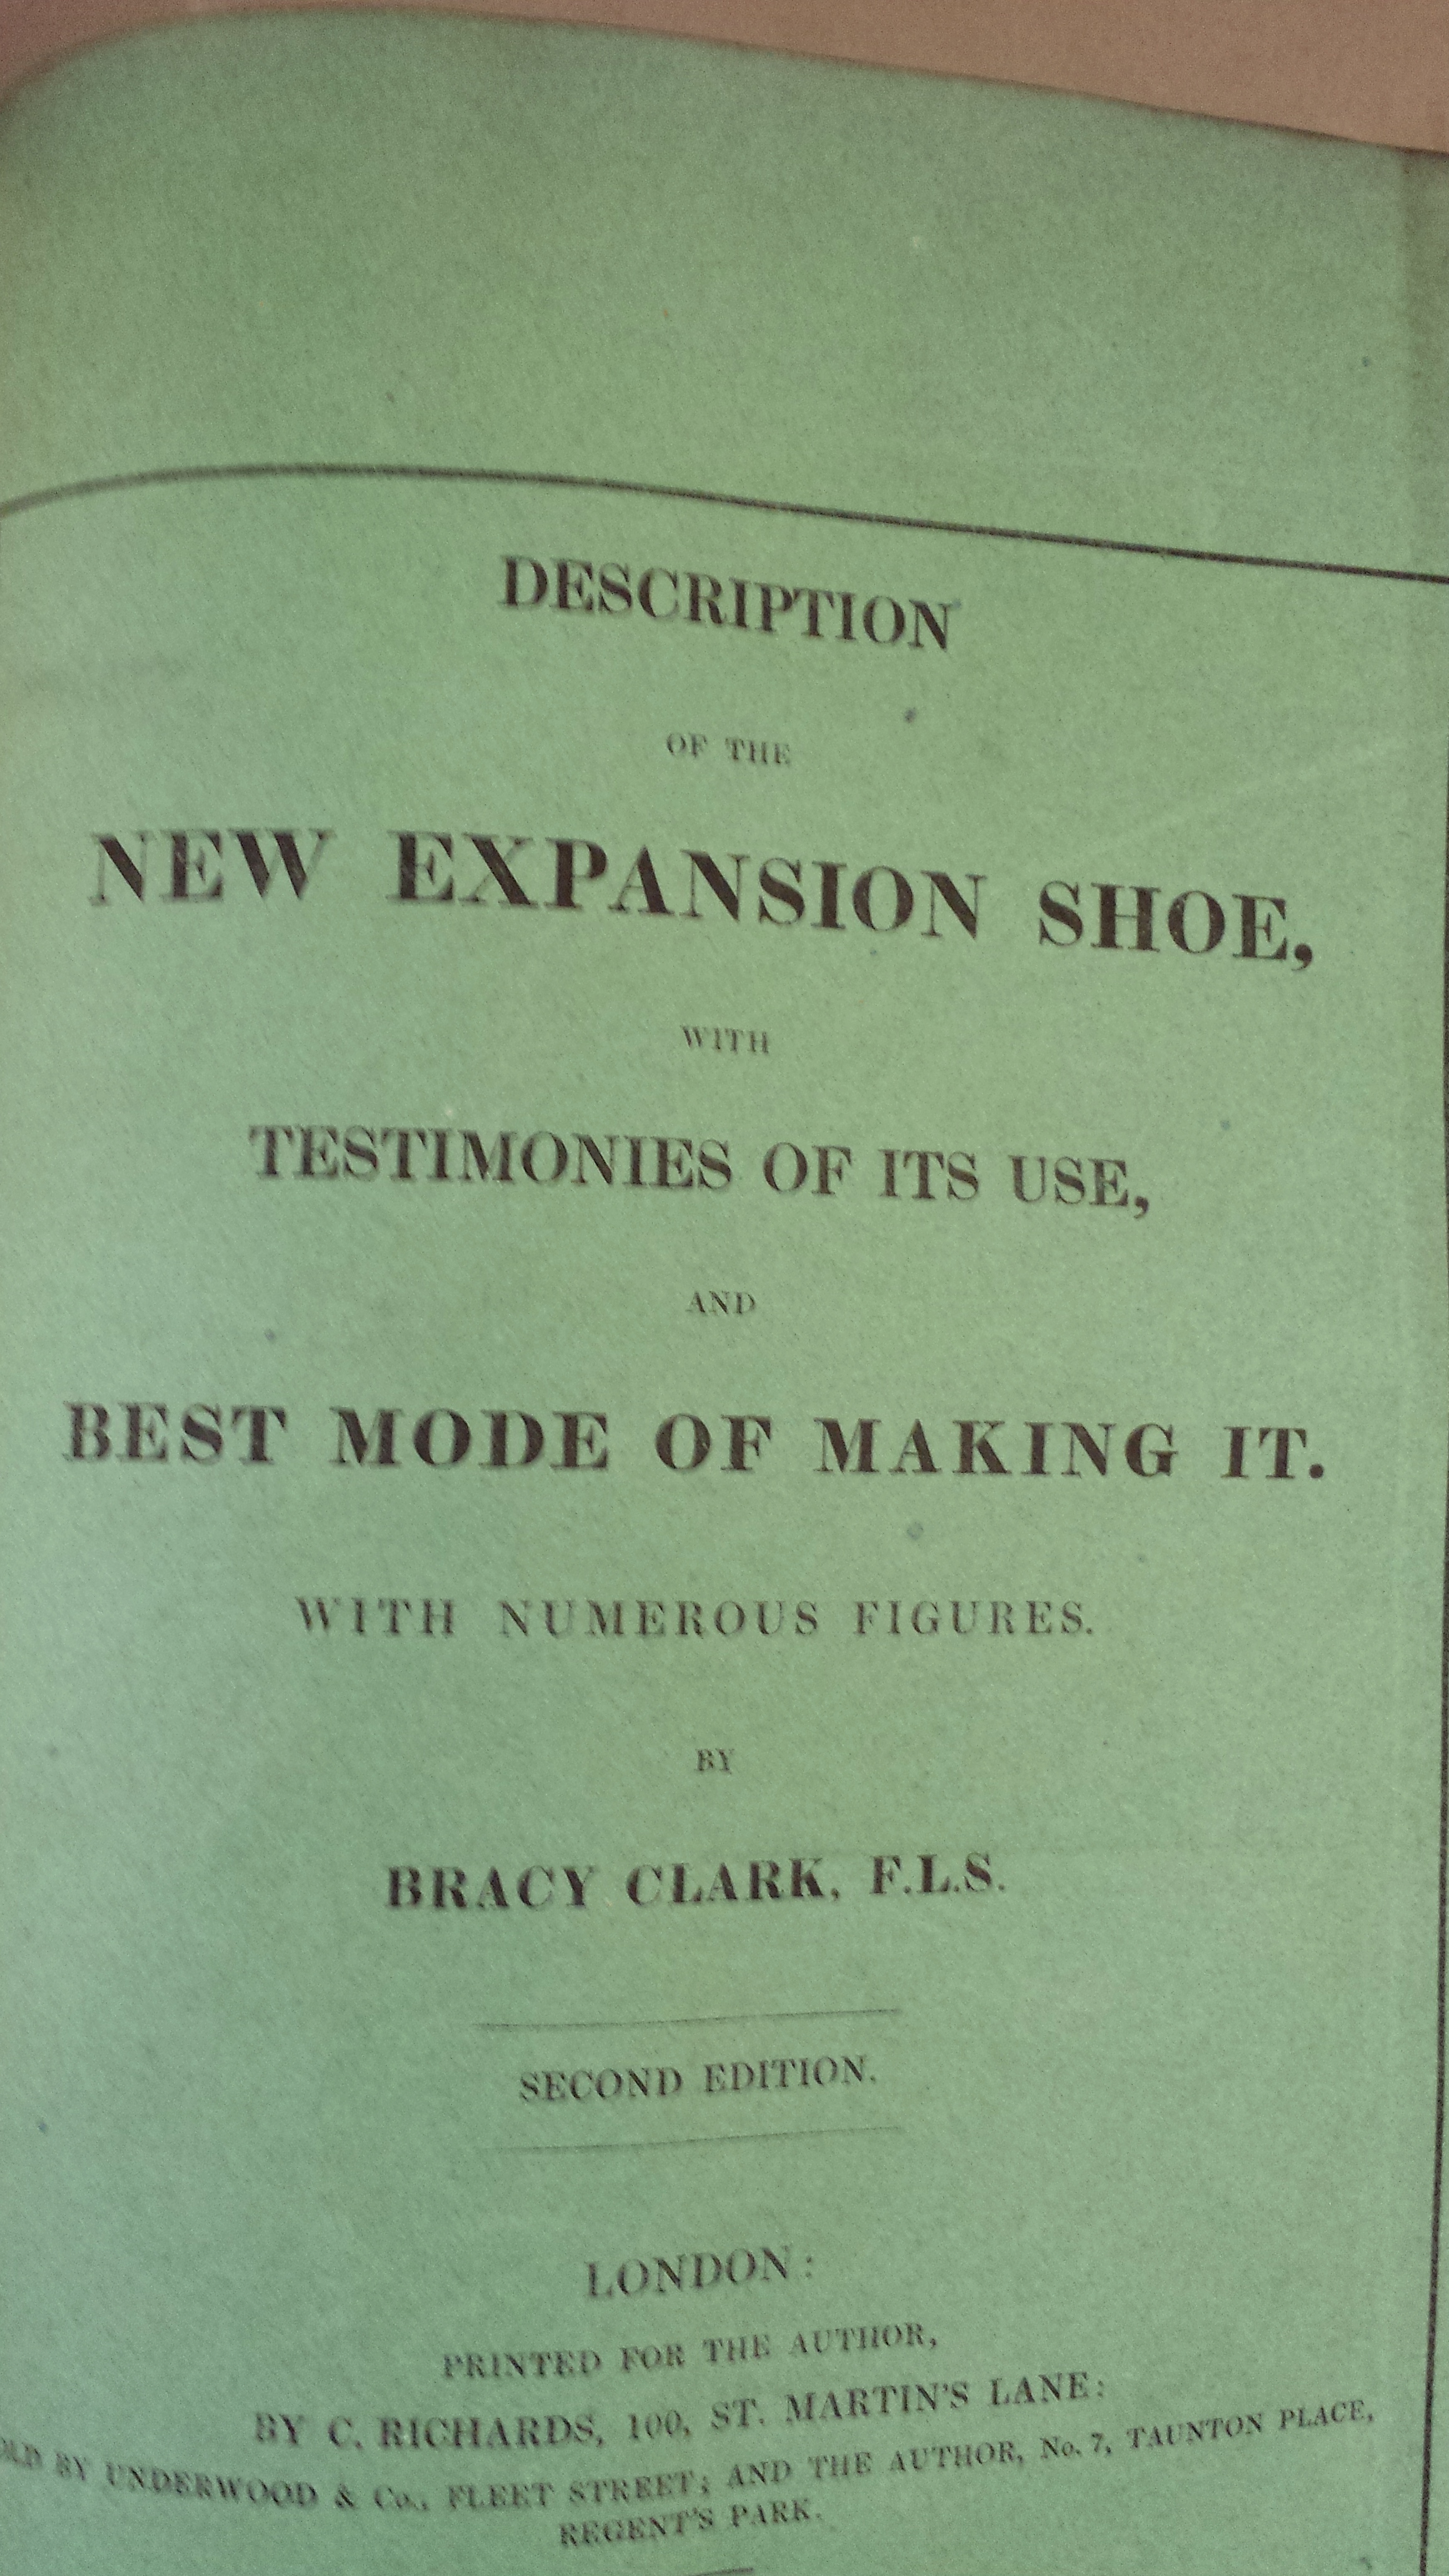 DESCRIPTION
OF THE
NEW EXPANSION SHOE,
WITH
TESTIMONIES OF ITS USE,
AND
BEST MODE OF MAKING IT.
WITH NUMEROUS FIGURES.
BY
BRACY CLARK, F.L.S.
SECOND EDITION.
LONDON:
PRINTED FOR THE AUTHOR,
BY C. RICHARDS, 100, ST. MARTIN'S LANE:
OLD BY UNDERWOOD & Co., FLEET STREET; AND THE AUTHOR, No. 7, TAUNTON PLACE,
REGENT'S PARK.